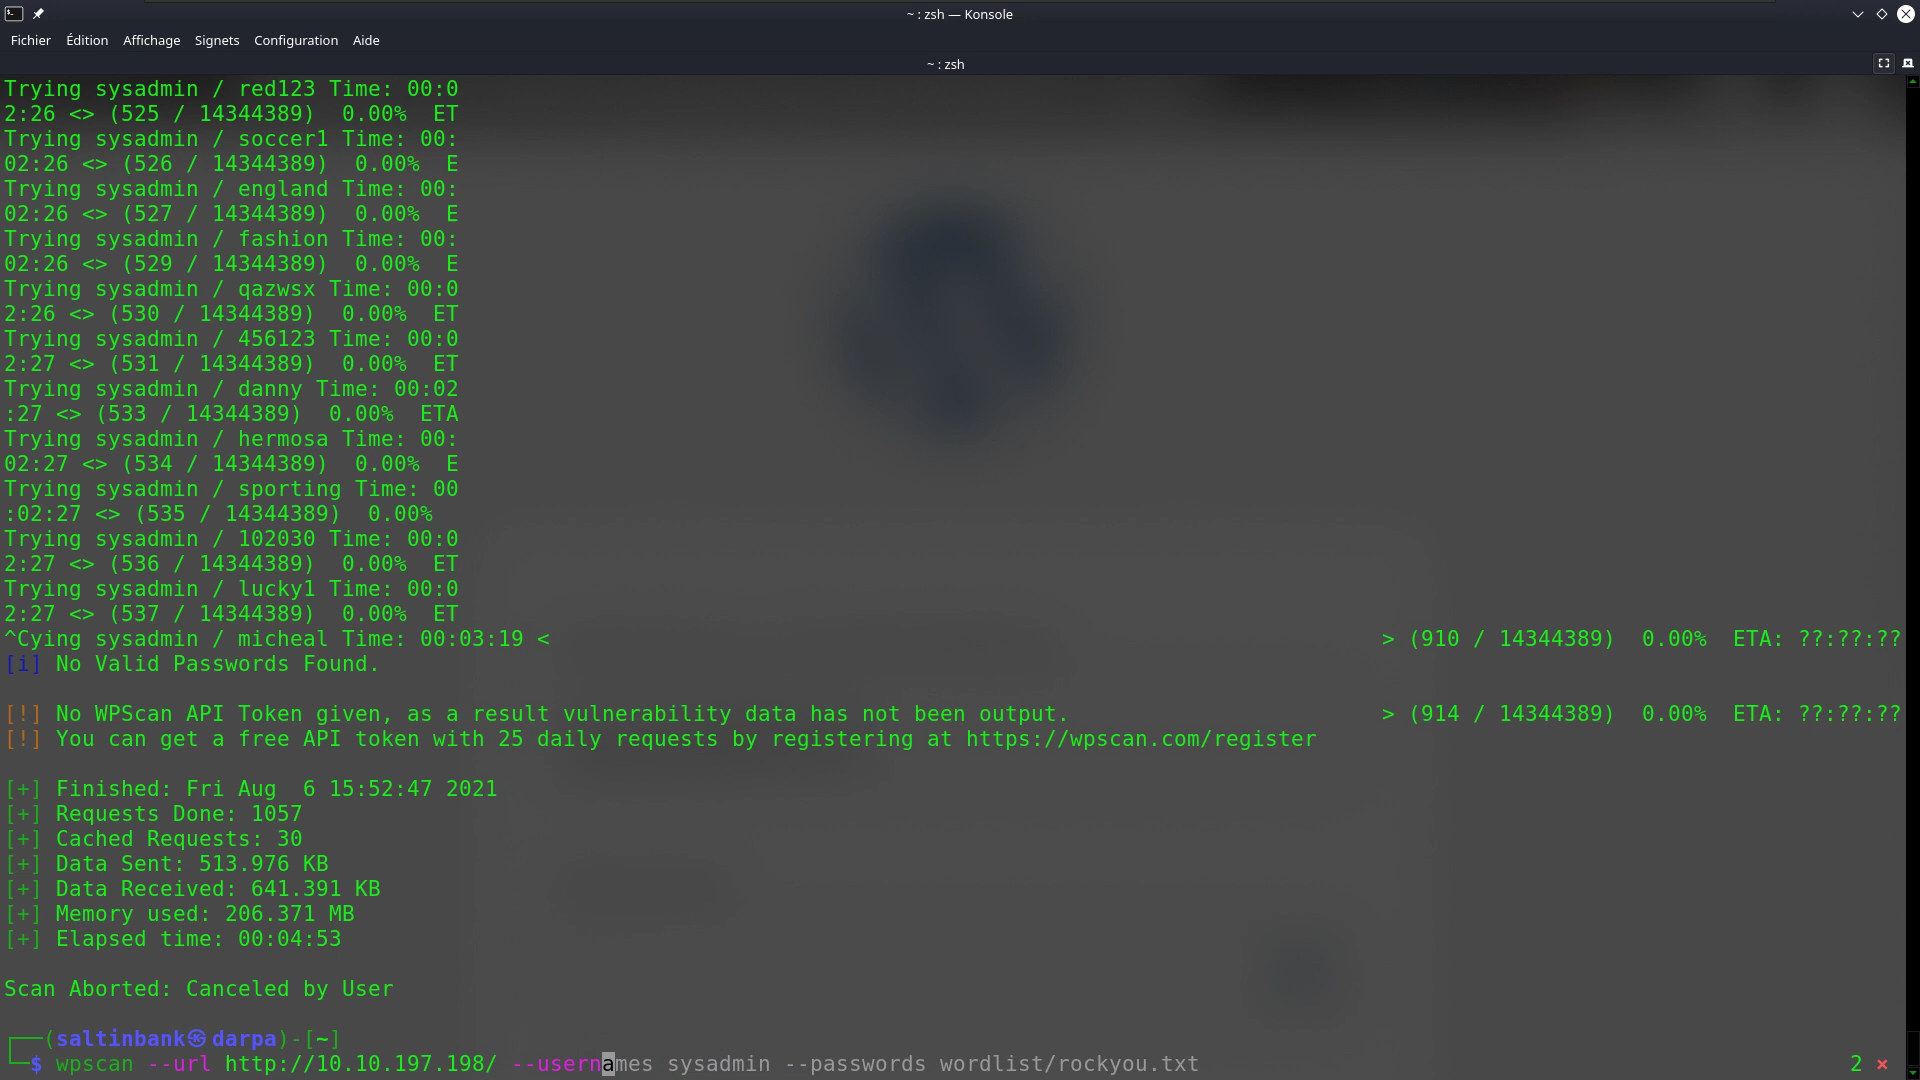 ~ : zsh — Konsole
Fichier Édition Affichage Signets Configuration Aide
~ : zsh
Trying sysadmin / red123 Time: 00:0
2:26 <> (525 / 14344389)  0.00%  ET
Trying sysadmin / soccer1 Time: 00:
02:26 <> (526 / 14344389)  0.00%  E
Trying sysadmin / england Time: 00:
02:26 <> (527 / 14344389)  0.00%  E
Trying sysadmin / fashion Time: 00:
02:26 <> (529 / 14344389)  0.00%  E
Trying sysadmin / qazwsx Time: 00:0
2:26 <> (530 / 14344389)  0.00%  ET
Trying sysadmin / 456123 Time: 00:0
2:27 <> (531 / 14344389)  0.00%  ET
Trying sysadmin / danny Time: 00:02
:27 <> (533 / 14344389)  0.00%  ETA
Trying sysadmin / hermosa Time: 00:
02:27 <> (534 / 14344389)  0.00%  E
Trying sysadmin / sporting Time: 00
:02:27 <> (535 / 14344389)  0.00%
Trying sysadmin / 102030 Time: 00:0
2:27 <> (536 / 14344389)  0.00%  ET
Trying sysadmin / lucky1 Time: 00:0
2:27 <> (537 / 14344389)  0.00%  ET
^Cying sysadmin / micheal Time: 00:03:19 < > (910 / 14344389)  0.00%  ETA: ??:??:??
[i] No Valid Passwords Found.
[!] No WPScan API Token given, as a result vulnerability data has not been output. > (914 / 14344389)  0.00%  ETA: ??:??:??
[!] You can get a free API token with 25 daily requests by registering at https://wpscan.com/register
[+] Finished: Fri Aug  6 15:52:47 2021
[+] Requests Done: 1057
[+] Cached Requests: 30
[+] Data Sent: 513.976 KB
[+] Data Received: 641.391 KB
[+] Memory used: 206.371 MB
[+] Elapsed time: 00:04:53
Scan Aborted: Canceled by User
┌──(saltinbank㉿darpa)-[~]
└─$ wpscan --url http://10.10.197.198/ --usernames sysadmin --passwords wordlist/rockyou.txt 2 ⨯